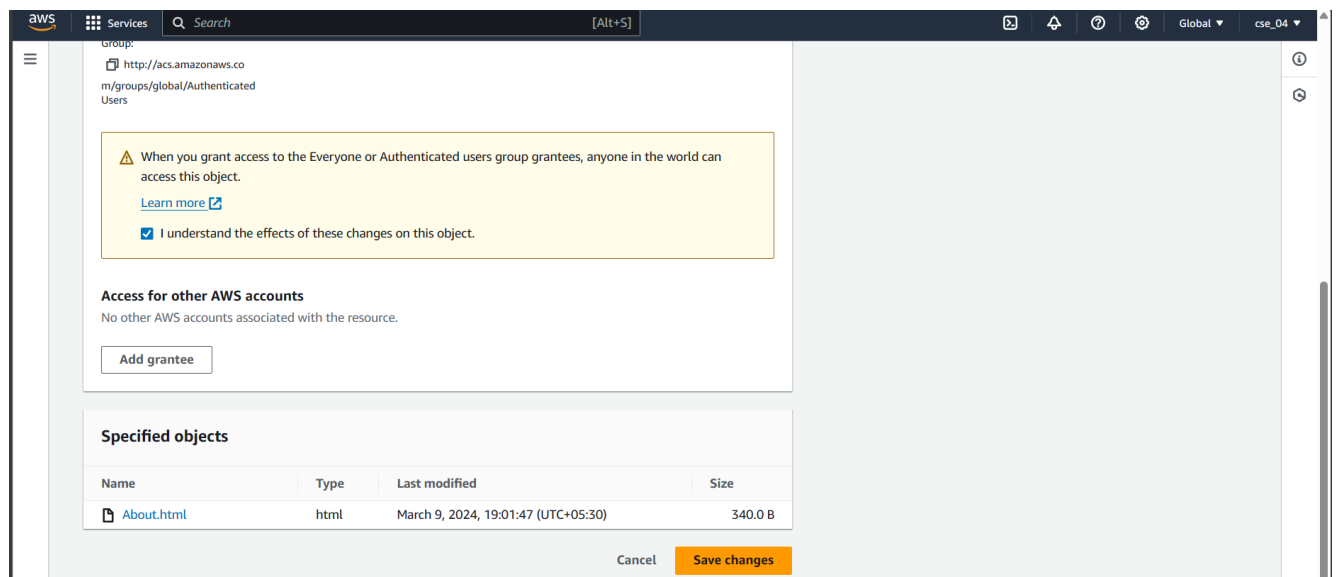 aws Services Search [Alt+S] Global ▼ cse_04 ▼
Group:
http://acs.amazonaws.co
m/groups/global/Authenticated
Users
When you grant access to the Everyone or Authenticated users group grantees, anyone in the world can
access this object.
Learn more
I understand the effects of these changes on this object.
Access for other AWS accounts
No other AWS accounts associated with the resource.
Add grantee
Specified objects
Name Type Last modified Size
About.html html March 9, 2024, 19:01:47 (UTC+05:30) 340.0 B
Cancel Save changes